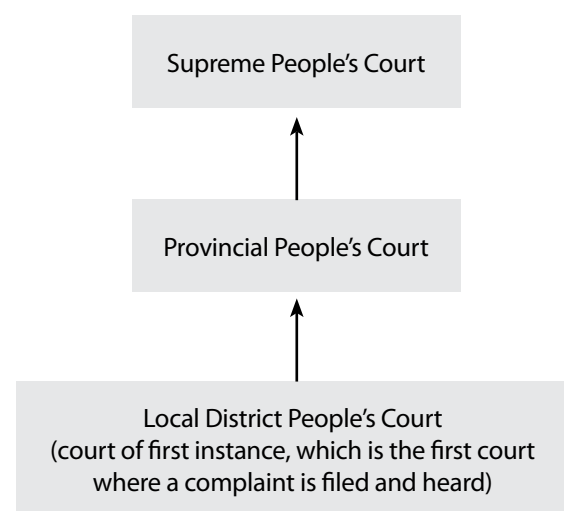 Supreme People’s Court
Provincial People’s Court
Local District People’s Court
(court of first instance, which is the first court
where a complaint is filed and heard)